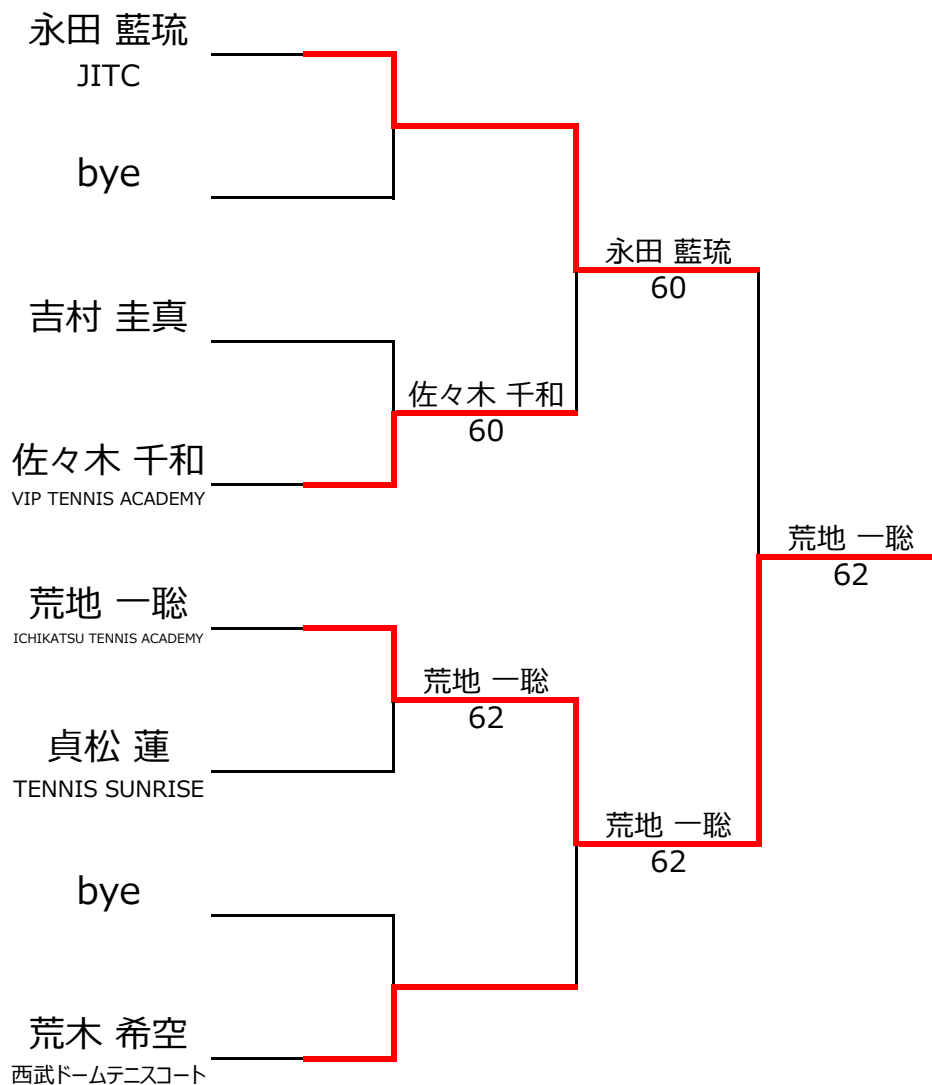 永田 藍琉
JITC
bye
吉村 圭真
佐々木 千和
VIP TENNIS ACADEMY
荒地 一聡
ICHIKATSU TENNIS ACADEMY
貞松 蓮
TENNIS SUNRISE
bye
荒木 希空
西武ドームテニスコート
佐々木 千和
60
荒地 一聡
62
永田 藍琉
60
荒地 一聡
62
荒地 一聡
62